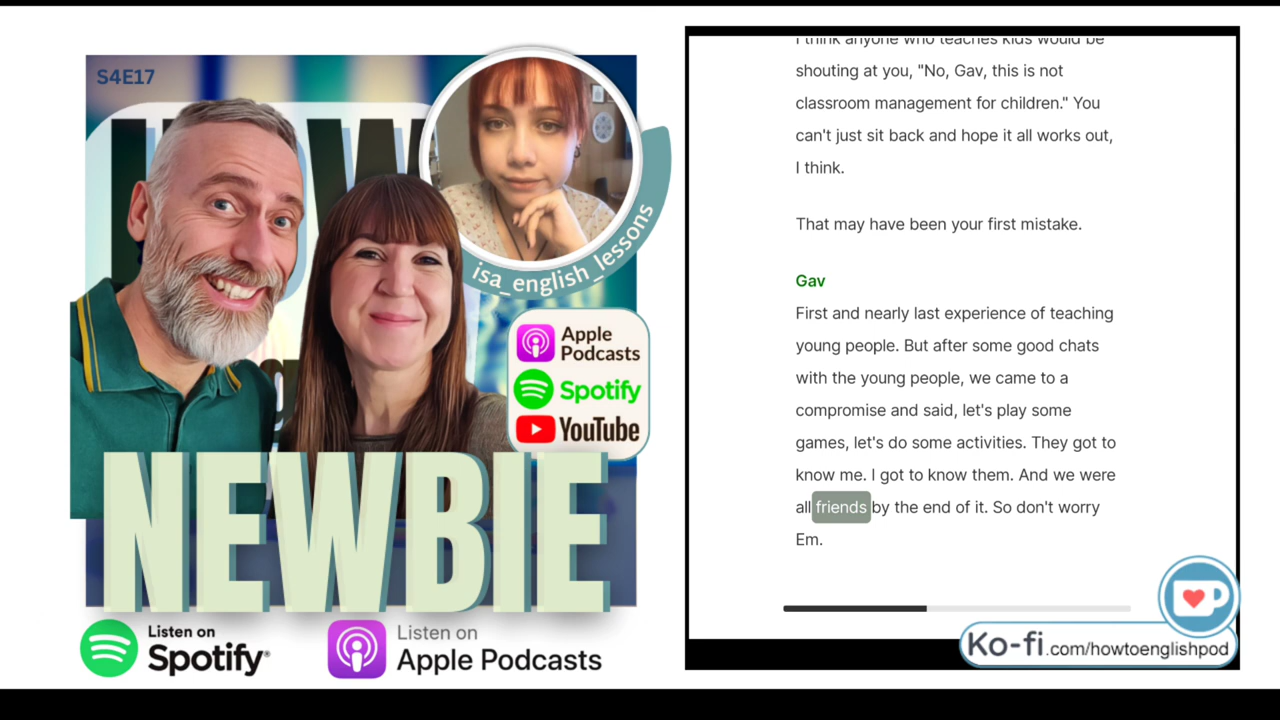 S4E17
isa_english_lessons
Apple
Podcasts
Spotify
YouTube
NEWBIE
Listen on
Spotify
Listen on
Apple Podcasts
I think anyone who teaches kids would be
shouting at you, "No, Gav, this is not
classroom management for children." You
can't just sit back and hope it all works out,
I think.
That may have been your first mistake.
Gav
First and nearly last experience of teaching
young people. But after some good chats
with the young people, we came to a
compromise and said, let's play some
games, let's do some activities. They got to
know me. I got to know them. And we were
all friends by the end of it. So don't worry
Em.
Ko-fi.com/howtoenglishpod